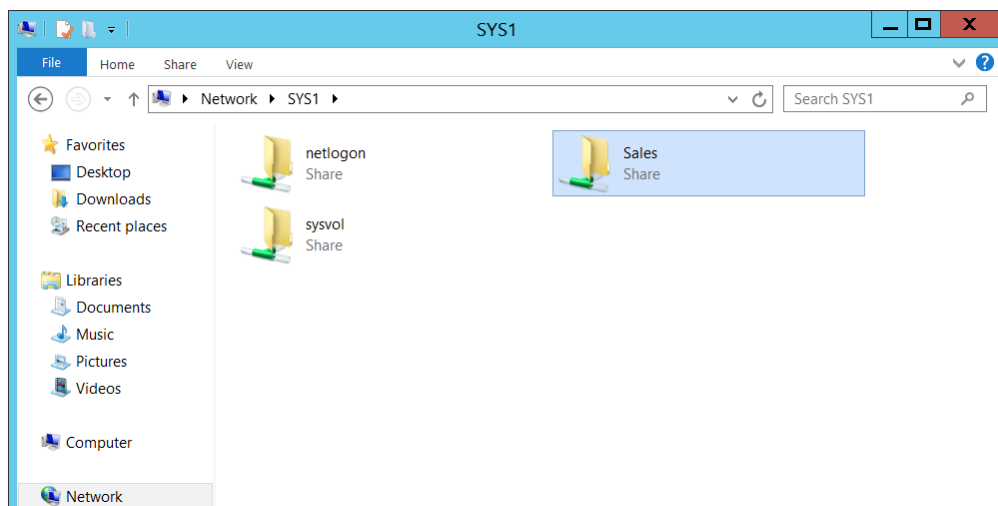 SYS1
X
File Home Share View
?
Network SYS1
Search SYS1
Favorites
Desktop
Downloads
Recent places
Libraries
Documents
Music
Pictures
Videos
Computer
Network
netlogon
Share
Sales
Share
sysvol
Share